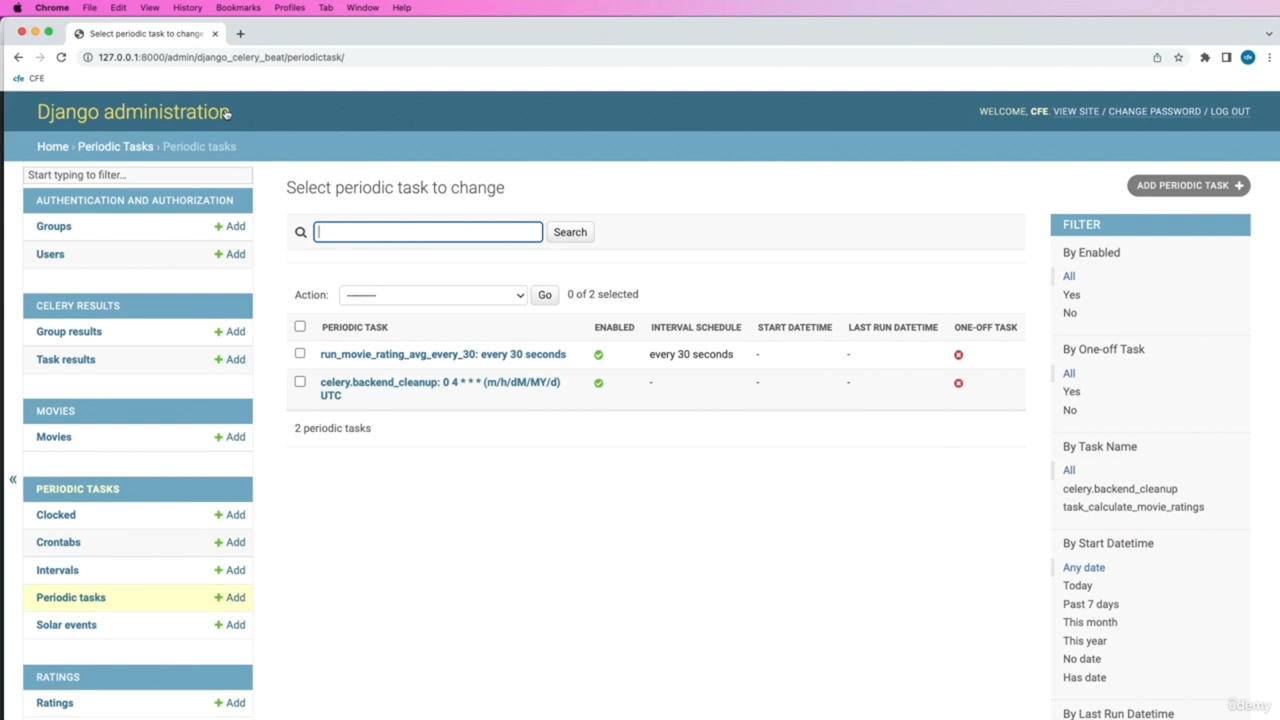 Chrome File Edit View History Bookmarks Profiles Tab Window Help
Select periodic task to change
127.0.0.1:8000/admin/django_celery_beat/periodictask/
cfe CFE
cfe
Django administration
WELCOME, CFE. VIEW SITE / CHANGE PASSWORD / LOG OUT
Home › Periodic Tasks › Periodic tasks
Start typing to filter...
AUTHENTICATION AND AUTHORIZATION
Groups + Add
Users + Add
CELERY RESULTS
Group results + Add
Task results + Add
MOVIES
Movies + Add
«
PERIODIC TASKS
Clocked + Add
Crontabs + Add
Intervals + Add
Periodic tasks + Add
Solar events + Add
RATINGS
Ratings + Add
Select periodic task to change
ADD PERIODIC TASK +
Search
Action: --------- Go 0 of 2 selected
PERIODIC TASK ENABLED INTERVAL SCHEDULE START DATETIME LAST RUN DATETIME ONE-OFF TASK
run_movie_rating_avg_every_30: every 30 seconds every 30 seconds - -
celery.backend_cleanup: 0 4 * * * (m/h/dM/MY/d) - - -
UTC
2 periodic tasks
FILTER
By Enabled
All
Yes
No
By One-off Task
All
Yes
No
By Task Name
All
celery.backend_cleanup
task_calculate_movie_ratings
By Start Datetime
Any date
Today
Past 7 days
This month
This year
No date
Has date
By Last Run Datetime
ûdemy